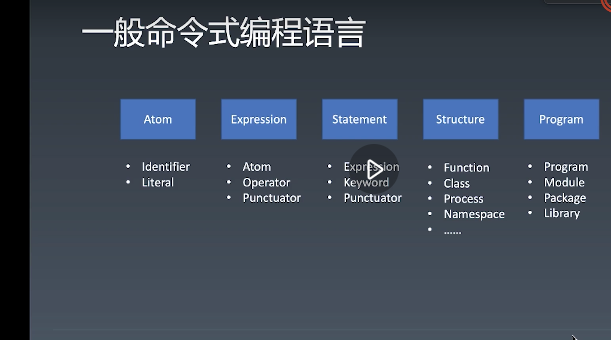 一般命令式编程语言
Atom
Identifier
Literal
Expression
Atom
Operator
Punctuator
Statement
Expression
Keyword
Punctuator
Structure
Function
Class
Process
Namespace
......
Program
Program
Module
Package
Library